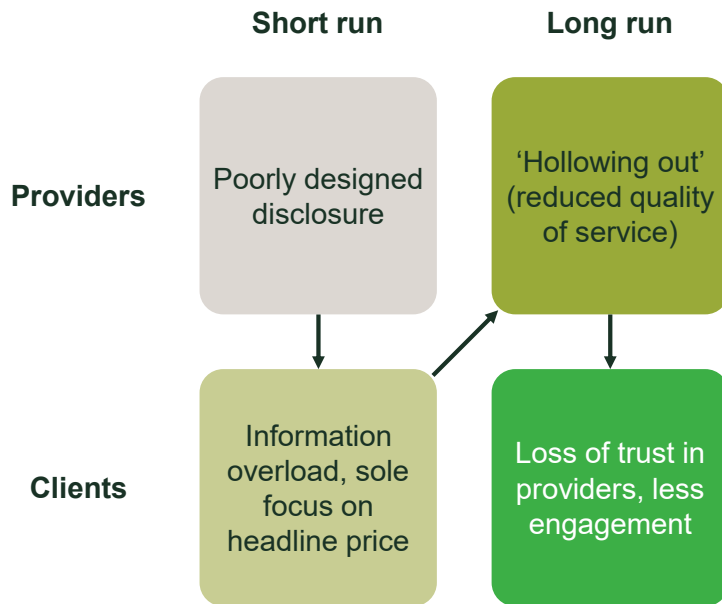 Short run
Long run
Providers
Poorly designed
disclosure
‘Hollowing out’
(reduced quality
of service)
Clients
Information
overload, sole
focus on
headline price
Loss of trust in
providers, less
engagement